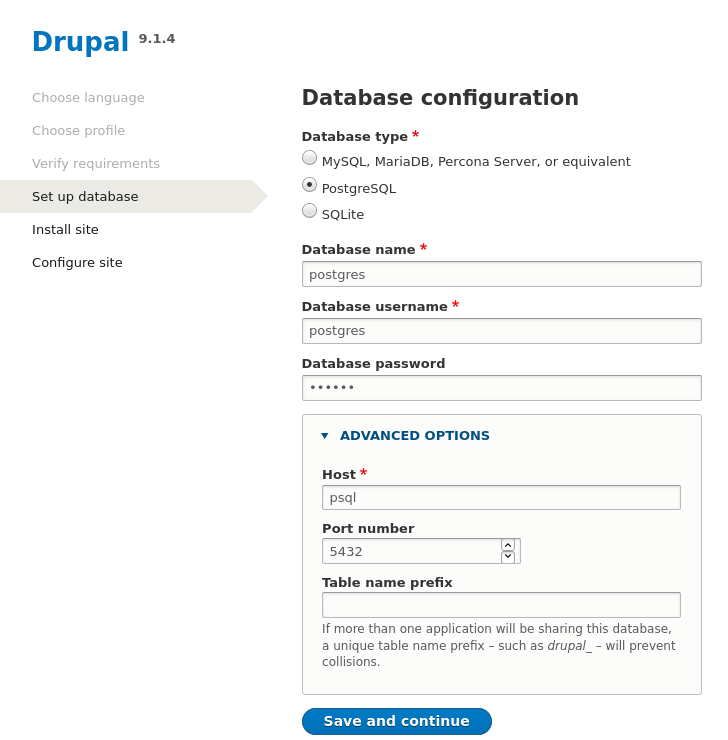 Drupal 9.1.4
Choose language
Choose profile
Verify requirements
Set up database
Install site
Configure site
Database configuration
Database type *
MySQL, MariaDB, Percona Server, or equivalent
PostgreSQL
SQLite
Database name *
postgres
Database username *
postgres
Database password
••••••
ADVANCED OPTIONS
Host *
psql
Port number
5432
Table name prefix
If more than one application will be sharing this database,
a unique table name prefix – such as drupal_ – will prevent
collisions.
Save and continue